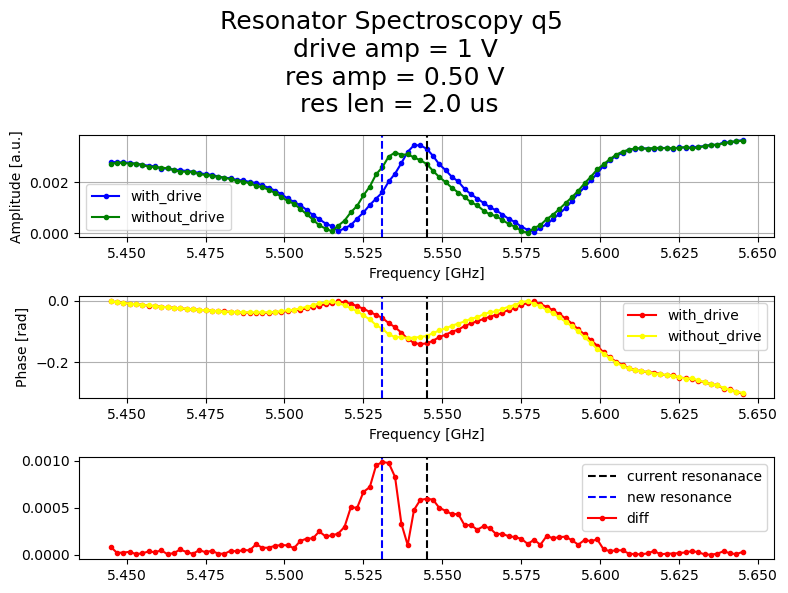 Resonator Spectroscopy q5
drive amp = 1 V
res amp = 0.50 V
res len = 2.0 us
Amplitude [a.u.]
0.002
0.000
with_drive
without_drive
5.450 5.475 5.500 5.525 5.550 5.575 5.600 5.625 5.650
Frequency [GHz]
Phase [rad]
0.0
−0.2
with_drive
without_drive
5.450 5.475 5.500 5.525 5.550 5.575 5.600 5.625 5.650
Frequency [GHz]
0.0010
0.0005
0.0000
current resonanace
new resonance
diff
5.450 5.475 5.500 5.525 5.550 5.575 5.600 5.625 5.650